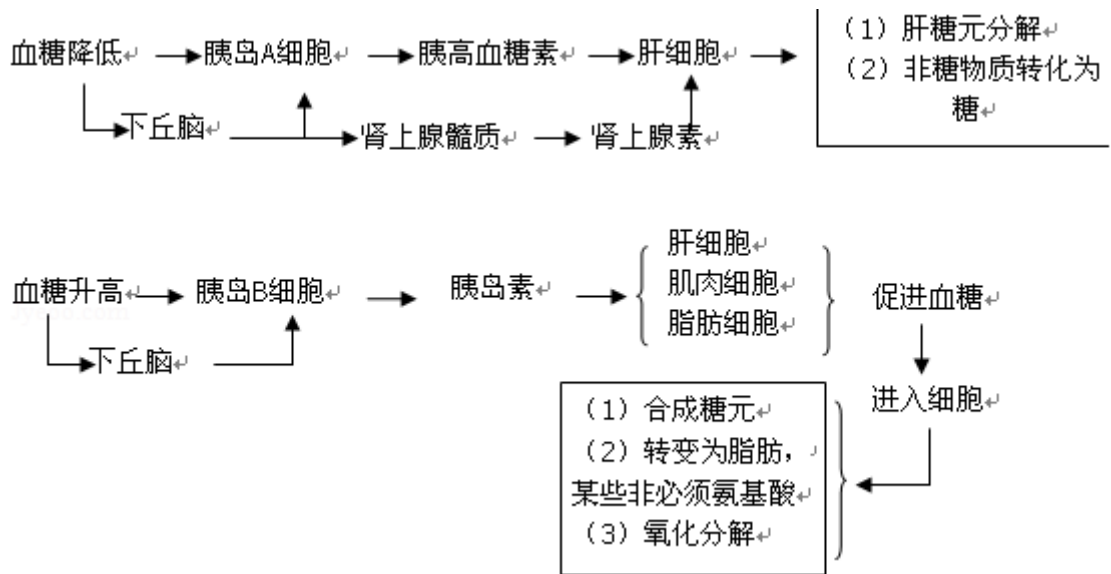 血糖降低 胰岛A细胞 胰高血糖素 肝细胞
（1）肝糖元分解
（2）非糖物质转化为
糖
下丘脑 肾上腺髓质 肾上腺素
血糖升高 胰岛B细胞 胰岛素
肝细胞
肌肉细胞
脂肪细胞
促进血糖
下丘脑
进入细胞
（1）合成糖元
（2）转变为脂肪，
某些非必须氨基酸
（3）氧化分解